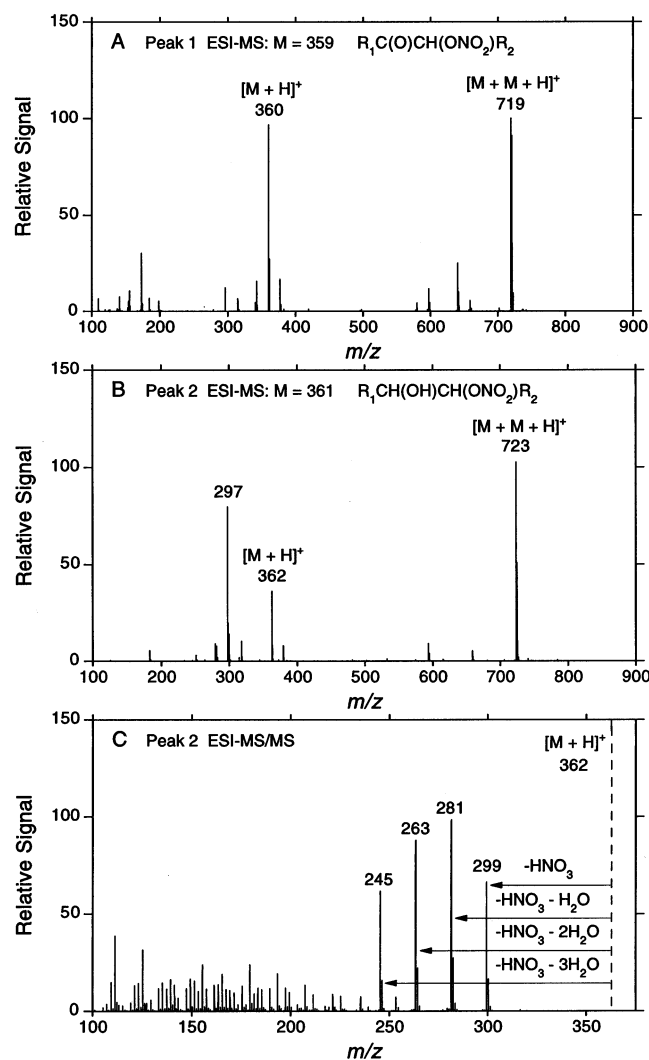 A Peak 1 ESI-MS: M = 359 R₁C(O)CH(ONO₂)R₂
[M + H]⁺
360
[M + M + H]⁺
719
Relative Signal
150
100
50
0
100 200 300 400 500 600 700 800 900
m/z
B Peak 2 ESI-MS: M = 361 R₁CH(OH)CH(ONO₂)R₂
[M + M + H]⁺
723
297
[M + H]⁺
362
Relative Signal
150
100
50
0
100 200 300 400 500 600 700 800 900
m/z
C Peak 2 ESI-MS/MS
[M + H]⁺
362
281
263
299
245
-HNO₃
-HNO₃ - H₂O
-HNO₃ - 2H₂O
-HNO₃ - 3H₂O
Relative Signal
150
100
50
0
100 150 200 250 300 350
m/z